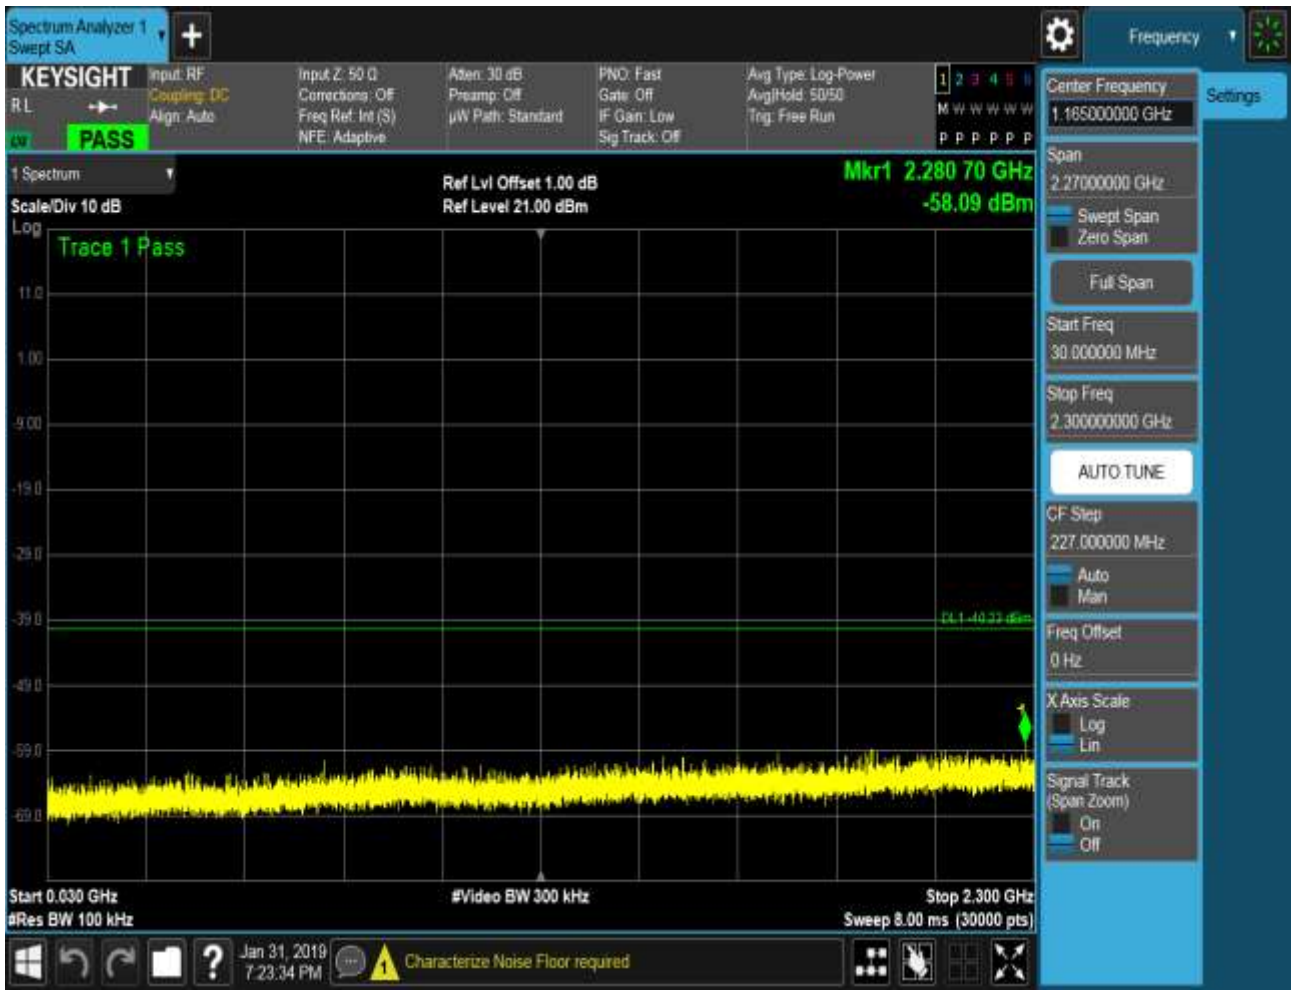 Spectrum Analyzer 1
Swept SA
Frequency
KEYSIGHT
RL
PASS
Input: RF
Coupling: DC
Align: Auto
Input Z: 50 Ω
Corrections: Off
Freq Ref: Int (S)
NFE: Adaptive
Atten: 30 dB
Preamp: Off
µW Path: Standard
PNO: Fast
Gate: Off
IF Gain: Low
Sig Track: Off
Avg Type: Log-Power
Avg|Hold: 50/50
Trig: Free Run
1 2 3 4 5 6
M W W W W W
P P P P P P
1 Spectrum
Scale/Div 10 dB
Log
Ref Lvl Offset 1.00 dB
Ref Level 21.00 dBm
Mkr1 2.280 70 GHz
-58.09 dBm
Trace 1 Pass
11.0
1.00
-9.00
-19.0
-29.0
-39.0
-49.0
-59.0
-69.0
DL1 -40.33 dBm
1
Start 0.030 GHz
#Res BW 100 kHz
#Video BW 300 kHz
Stop 2.300 GHz
Sweep 8.00 ms (30000 pts)
Center Frequency
1.165000000 GHz
Settings
Span
2.27000000 GHz
Swept Span
Zero Span
Full Span
Start Freq
30.000000 MHz
Stop Freq
2.300000000 GHz
AUTO TUNE
CF Step
227.000000 MHz
Auto
Man
Freq Offset
0 Hz
X Axis Scale
Log
Lin
Signal Track
(Span Zoom)
On
Off
?
Jan 31, 2019
7:23:34 PM
1
Characterize Noise Floor required